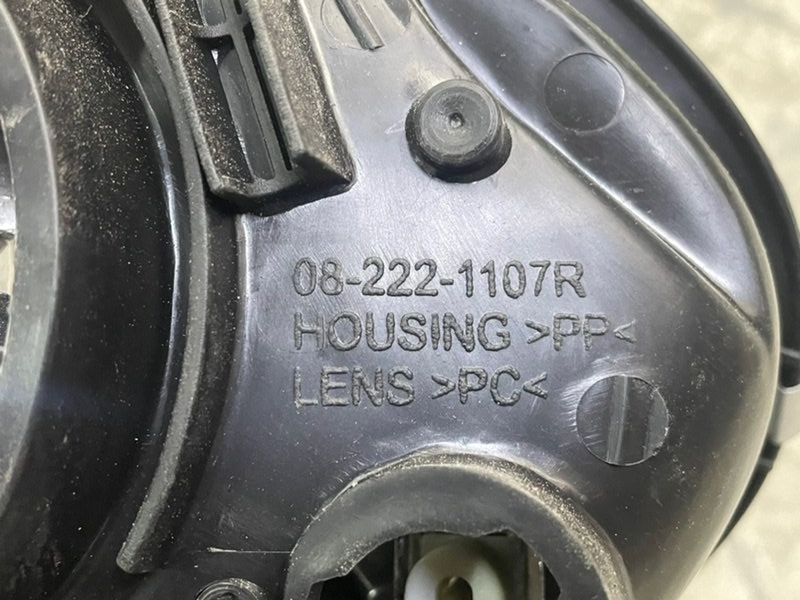 08-222-1107R
HOUSING >PP<
LENS >PC<